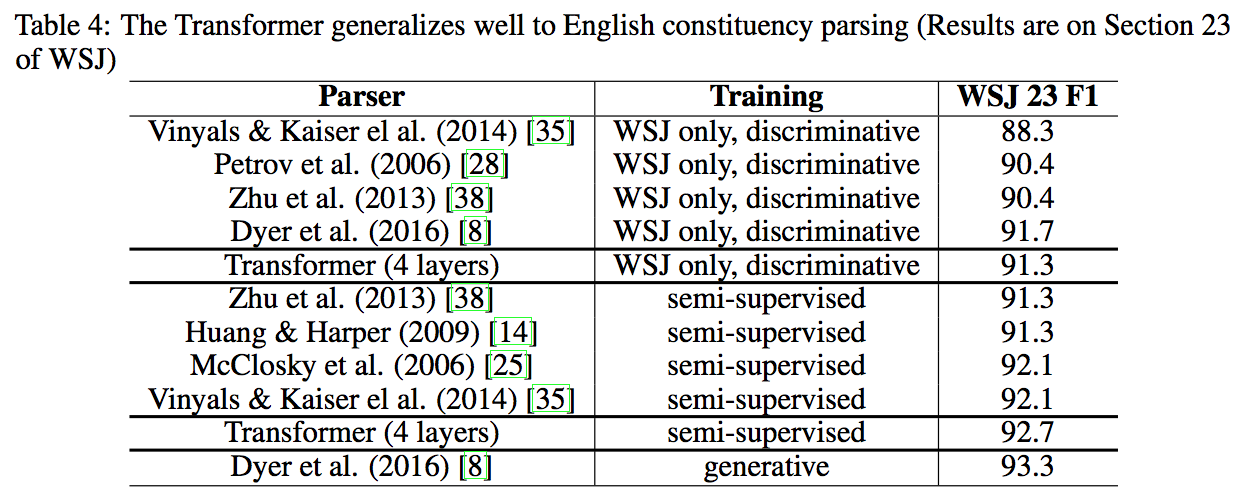 Table 4: The Transformer generalizes well to English constituency parsing (Results are on Section 23
of WSJ)
Parser Training WSJ 23 F1
Vinyals & Kaiser el al. (2014) [35] WSJ only, discriminative 88.3
Petrov et al. (2006) [28] WSJ only, discriminative 90.4
Zhu et al. (2013) [38] WSJ only, discriminative 90.4
Dyer et al. (2016) [8] WSJ only, discriminative 91.7
Transformer (4 layers) WSJ only, discriminative 91.3
Zhu et al. (2013) [38] semi-supervised 91.3
Huang & Harper (2009) [14] semi-supervised 91.3
McClosky et al. (2006) [25] semi-supervised 92.1
Vinyals & Kaiser el al. (2014) [35] semi-supervised 92.1
Transformer (4 layers) semi-supervised 92.7
Dyer et al. (2016) [8] generative 93.3